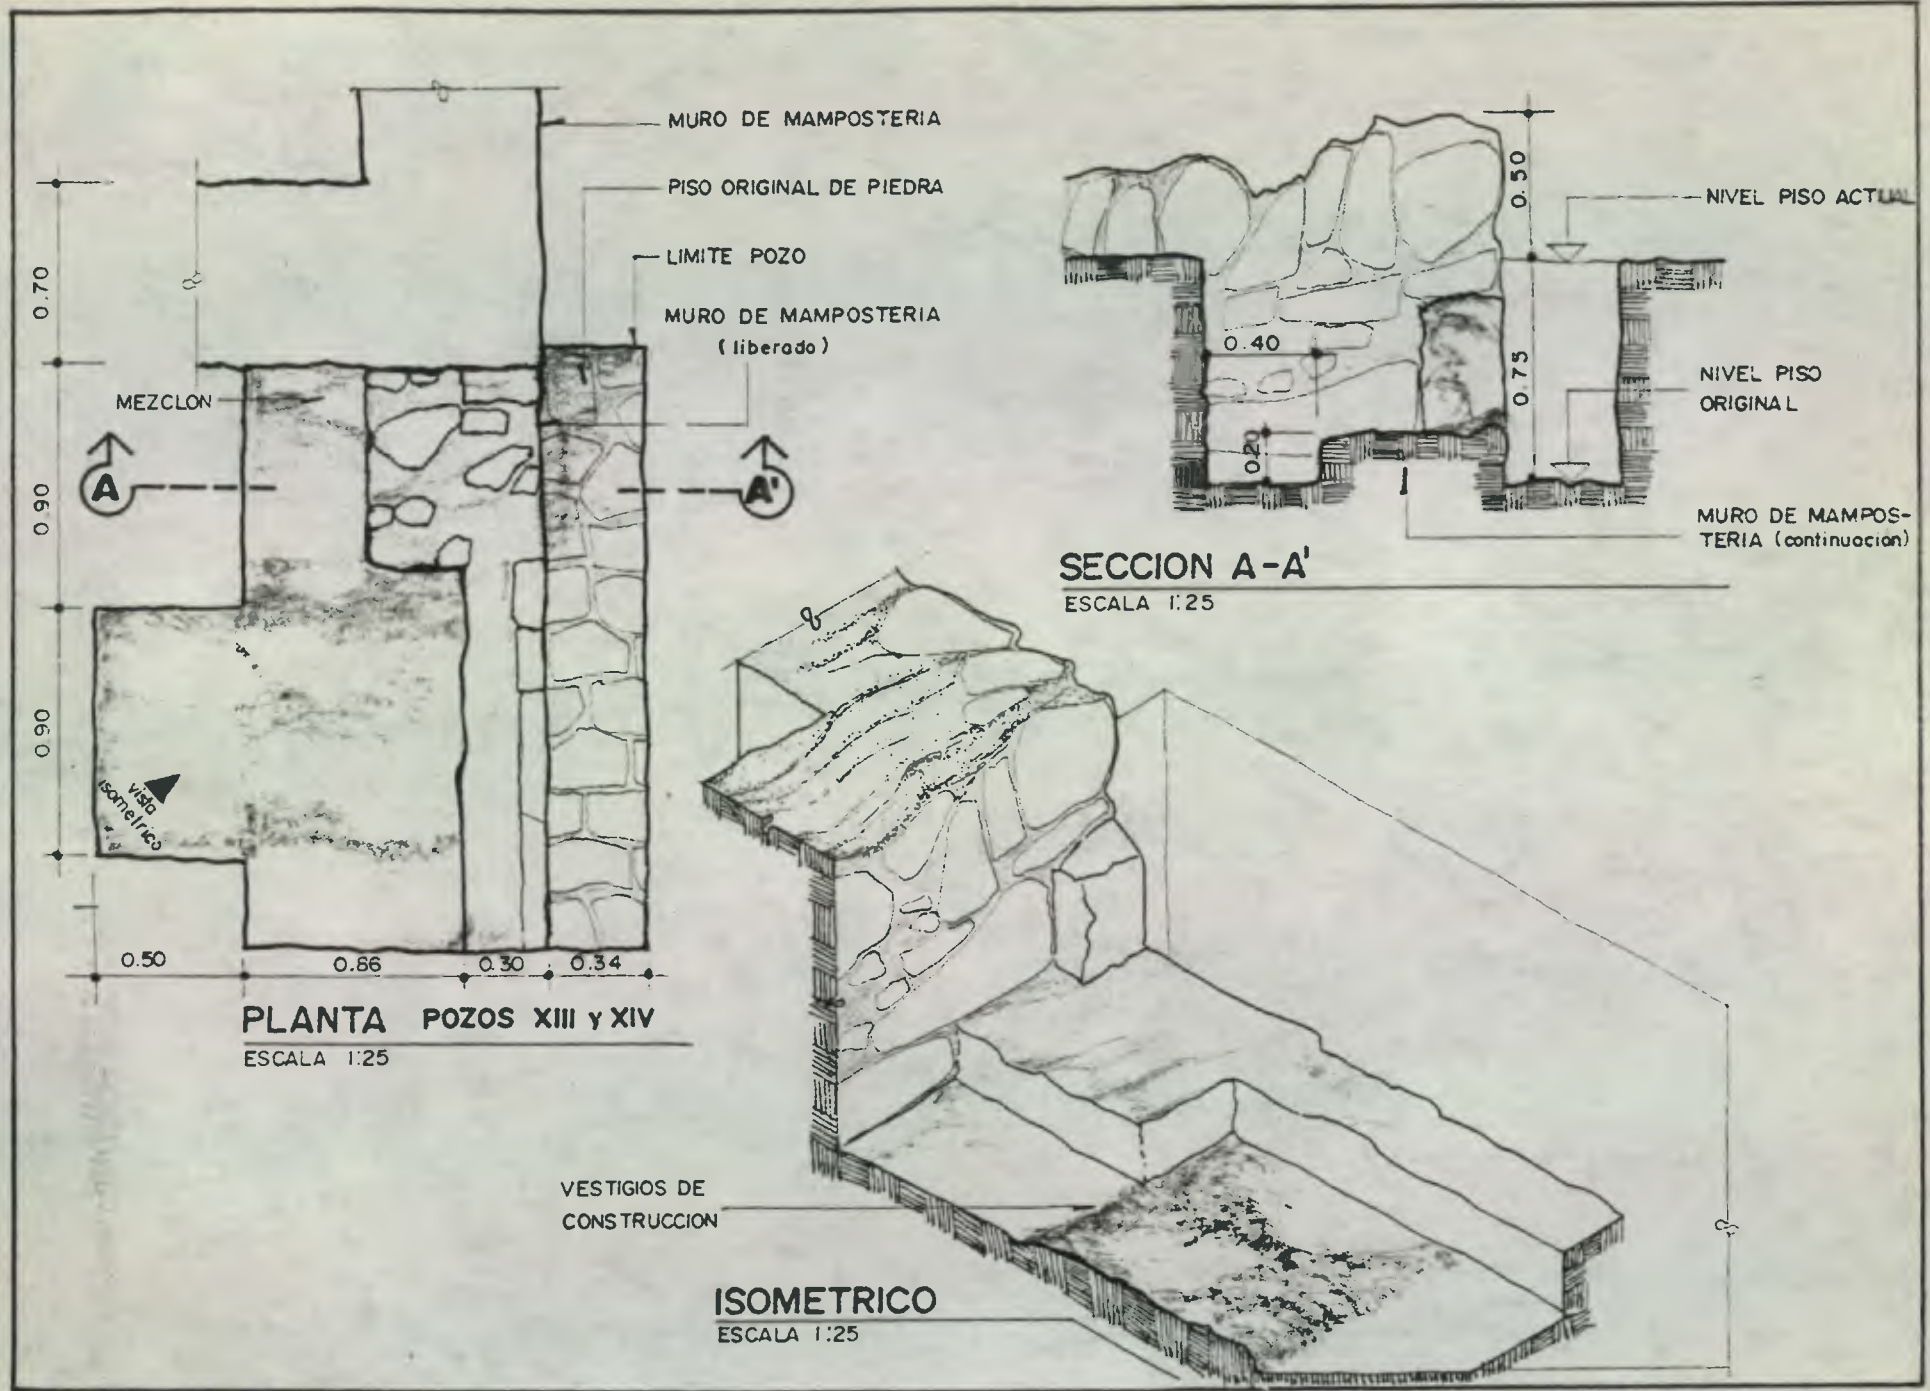 MURO DE MAMPOSTERIA
PISO ORIGINAL DE PIEDRA
LIMITE POZO
MURO DE MAMPOSTERIA
(liberado)
MEZCLON
A
A'
0.70
0.90
0.90
vista
isometrico
0.50
0.86
0.30
0.34
PLANTA POZOS XIII y XIV
ESCALA 1:25
0.50
NIVEL PISO ACTUAL
0.40
0.75
0.20
NIVEL PISO
ORIGINAL
MURO DE MAMPOS-
TERIA (continuacion)
SECCION A-A'
ESCALA 1:25
VESTIGIOS DE
CONSTRUCCION
ISOMETRICO
ESCALA 1:25